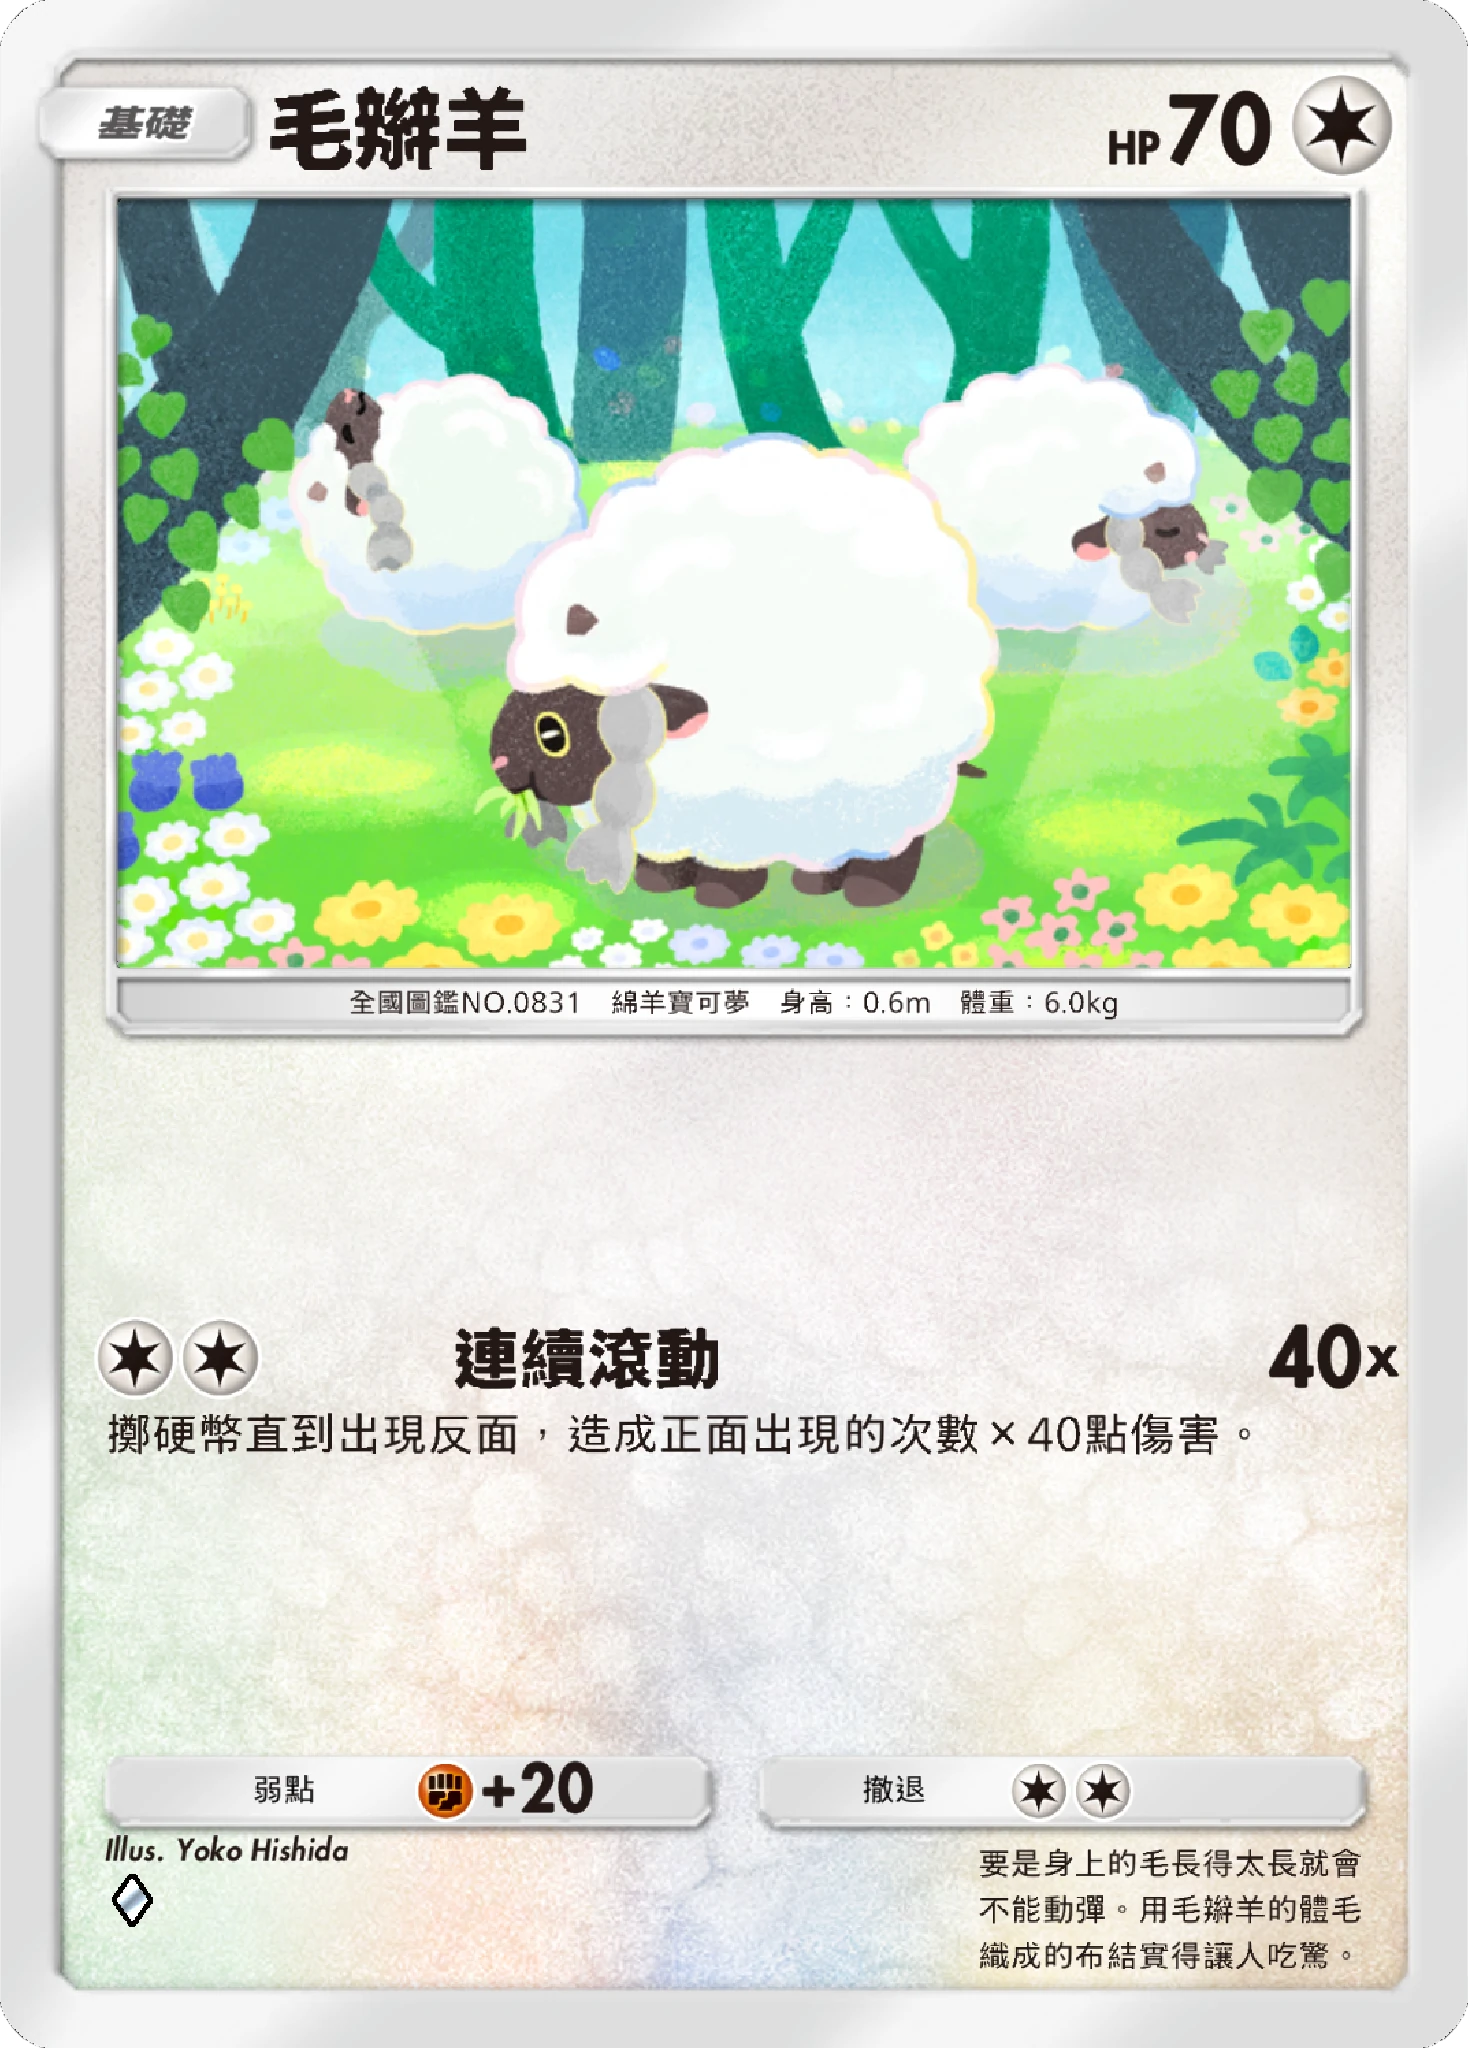 基礎
毛辮羊
HP70
全國圖鑑NO.0831 綿羊寶可夢 身高：0.6m 體重：6.0kg
連續滾動 40x
擲硬幣直到出現反面，造成正面出現的次數×40點傷害。
弱點 +20
撤退
Illus. Yoko Hishida
要是身上的毛長得太長就會
不能動彈。用毛辮羊的體毛
織成的布結實得讓人吃驚。